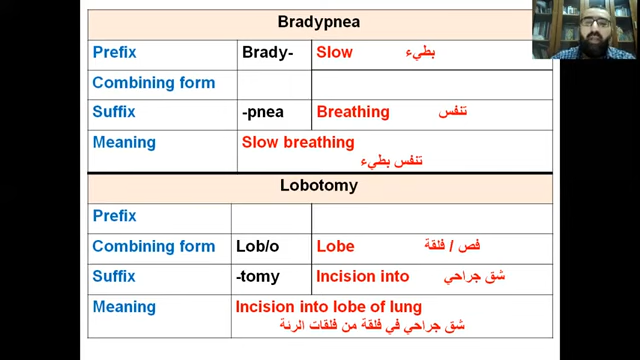 Bradypnea
Prefix Brady- Slow بطيء
Combining form
Suffix -pnea Breathing تنفس
Meaning Slow breathing
تنفس بطيء
Lobotomy
Prefix
Combining form Lob/o Lobe فص / فلقة
Suffix -tomy Incision into شق جراحي
Meaning Incision into lobe of lung
شق جراحي في فلقة من فلقات الرئة